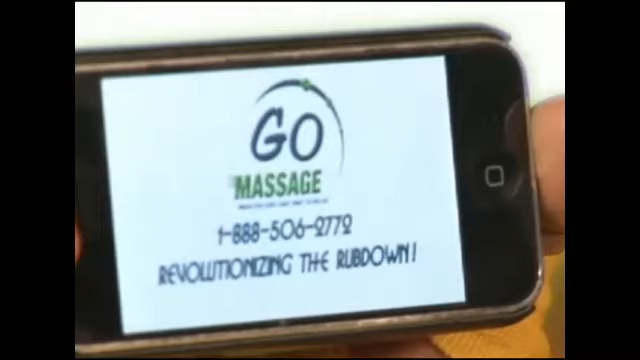 GO
MASSAGE
1-888-506-2772
REVOLUTIONIZING THE RUBDOWN!